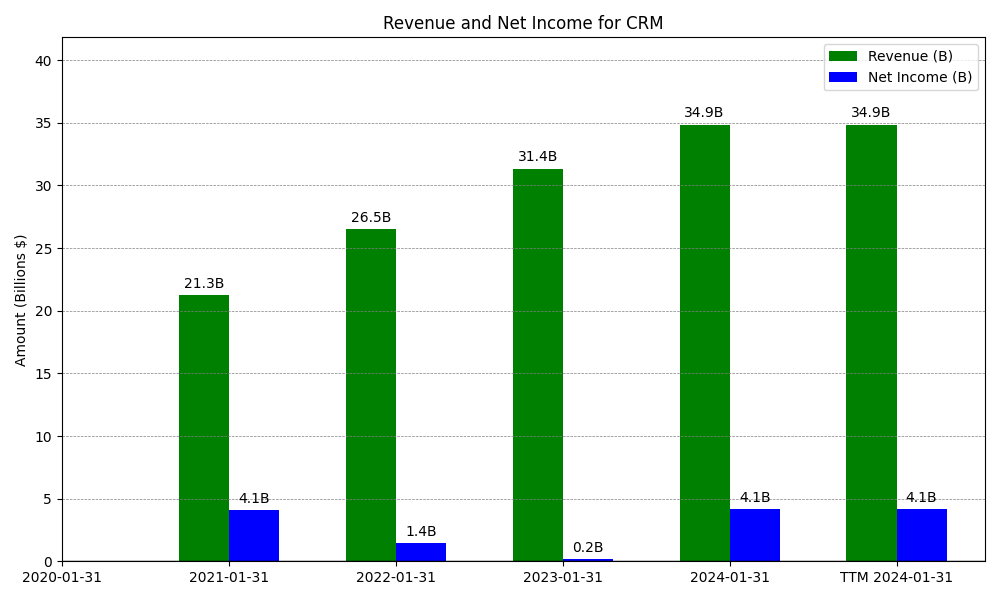 Revenue and Net Income for CRM
Revenue (B)
Net Income (B)
Amount (Billions $)
40
35
30
25
20
15
10
5
0
21.3B
4.1B
26.5B
1.4B
31.4B
0.2B
34.9B
4.1B
34.9B
4.1B
2020-01-31
2021-01-31
2022-01-31
2023-01-31
2024-01-31
TTM 2024-01-31